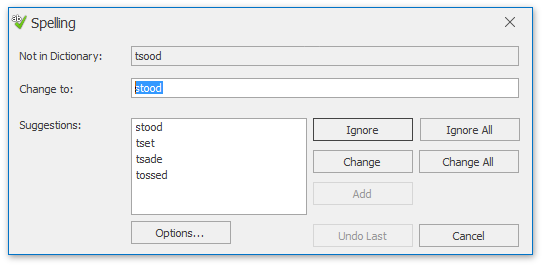 Spelling
Not in Dictionary: tsood
Change to: stood
Suggestions:
stood
tset
tsade
tossed
Ignore Ignore All
Change Change All
Add
Options... Undo Last Cancel